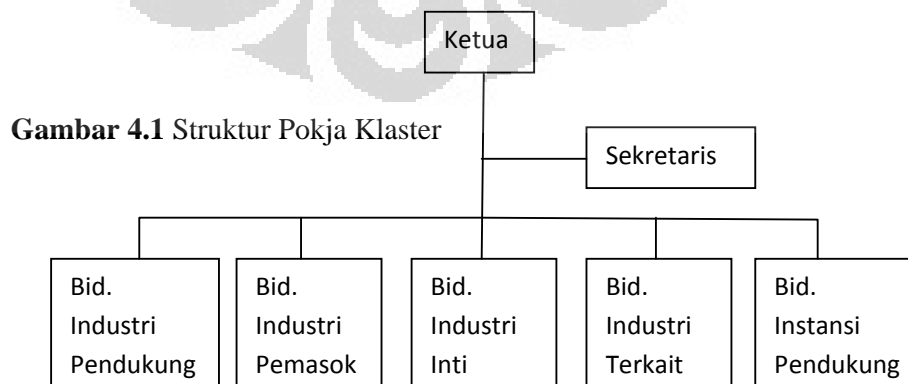 Ketua
Gambar 4.1 Struktur Pokja Klaster
Sekretaris
Bid.
Industri
Pendukung
Bid.
Industri
Pemasok
Bid.
Industri
Inti
Bid.
Industri
Terkait
Bid.
Instansi
Pendukung